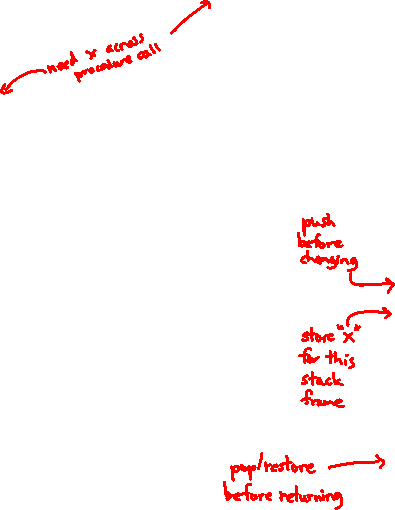 need x across
procedure call
push
before
changing
store "x"
for this
stack
frame
pop/restore
before returning